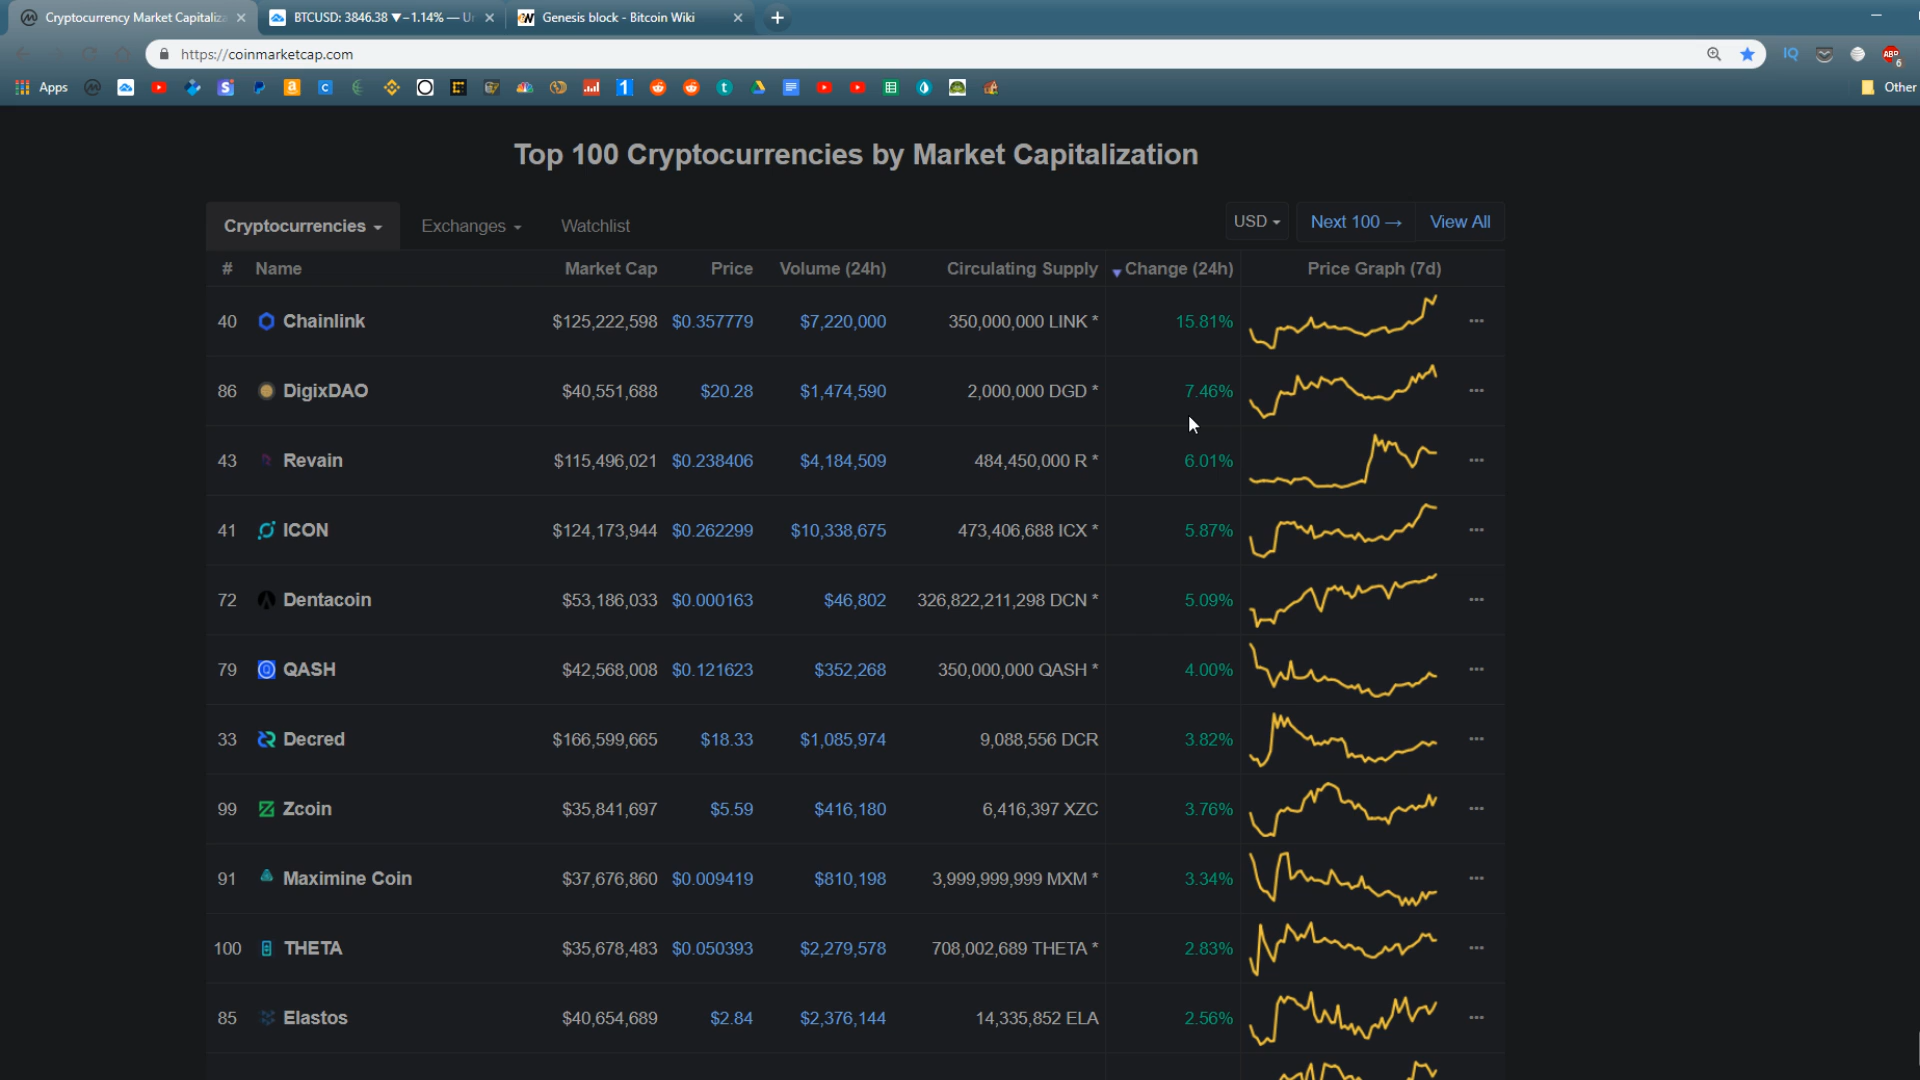 Cryptocurrency Market Capitaliza
BTCUSD: 3846.38 ▼−1.14% — Un
Genesis block - Bitcoin Wiki
https://coinmarketcap.com
IQ ABP 6
Apps
Other
Top 100 Cryptocurrencies by Market Capitalization
Cryptocurrencies Exchanges Watchlist USD Next 100 → View All
# Name Market Cap Price Volume (24h) Circulating Supply Change (24h) Price Graph (7d)
40 Chainlink $125,222,598 $0.357779 $7,220,000 350,000,000 LINK * 15.81%
86 DigixDAO $40,551,688 $20.28 $1,474,590 2,000,000 DGD * 7.46%
43 Revain $115,496,021 $0.238406 $4,184,509 484,450,000 R * 6.01%
41 ICON $124,173,944 $0.262299 $10,338,675 473,406,688 ICX * 5.87%
72 Dentacoin $53,186,033 $0.000163 $46,802 326,822,211,298 DCN * 5.09%
79 QASH $42,568,008 $0.121623 $352,268 350,000,000 QASH * 4.00%
33 Decred $166,599,665 $18.33 $1,085,974 9,088,556 DCR 3.82%
99 Zcoin $35,841,697 $5.59 $416,180 6,416,397 XZC 3.76%
91 Maximine Coin $37,676,860 $0.009419 $810,198 3,999,999,999 MXM * 3.34%
100 THETA $35,678,483 $0.050393 $2,279,578 708,002,689 THETA * 2.83%
85 Elastos $40,654,689 $2.84 $2,376,144 14,335,852 ELA 2.56%